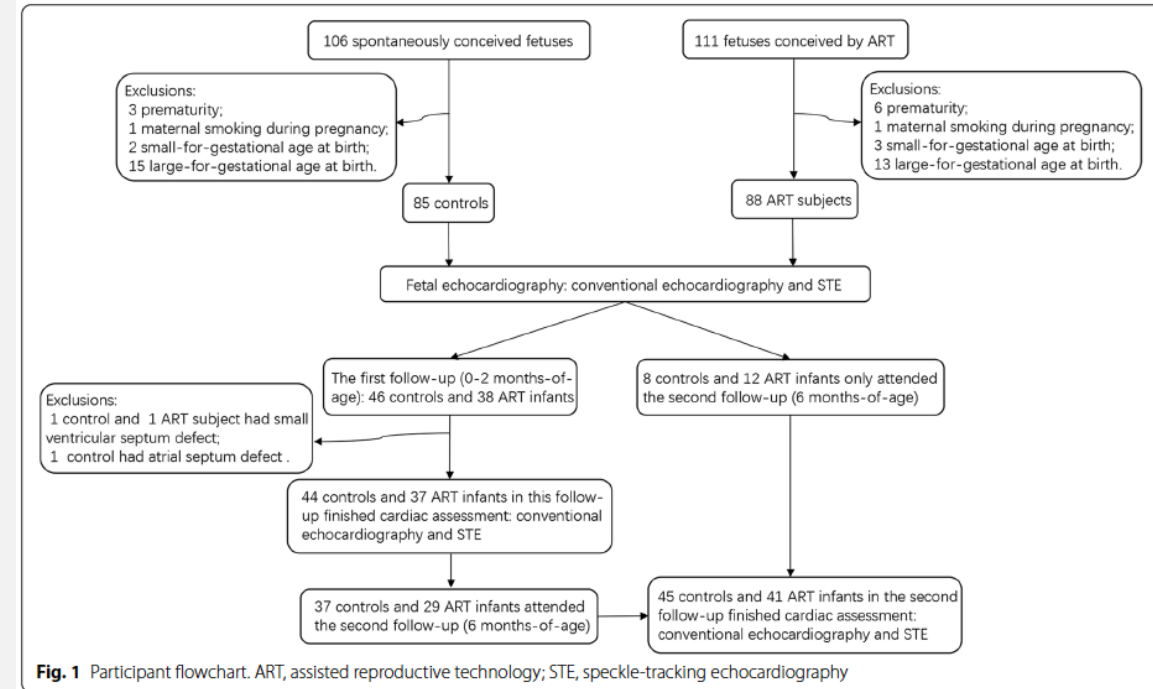 106 spontaneously conceived fetuses
111 fetuses conceived by ART
Exclusions:
3 prematurity;
1 maternal smoking during pregnancy;
2 small-for-gestational age at birth;
15 large-for-gestational age at birth.
Exclusions:
6 prematurity;
1 maternal smoking during pregnancy;
3 small-for-gestational age at birth;
13 large-for-gestational age at birth.
85 controls
88 ART subjects
Fetal echocardiography: conventional echocardiography and STE
The first follow-up (0-2 months-of-
age): 46 controls and 38 ART infants
8 controls and 12 ART infants only attended
the second follow-up (6 months-of-age)
Exclusions:
1 control and 1 ART subject had small
ventricular septum defect;
1 control had atrial septum defect .
44 controls and 37 ART infants in this follow-
up finished cardiac assessment: conventional
echocardiography and STE
37 controls and 29 ART infants attended
the second follow-up (6 months-of-age)
45 controls and 41 ART infants in the second
follow-up finished cardiac assessment:
conventional echocardiography and STE
Fig. 1 Participant flowchart. ART, assisted reproductive technology; STE, speckle-tracking echocardiography